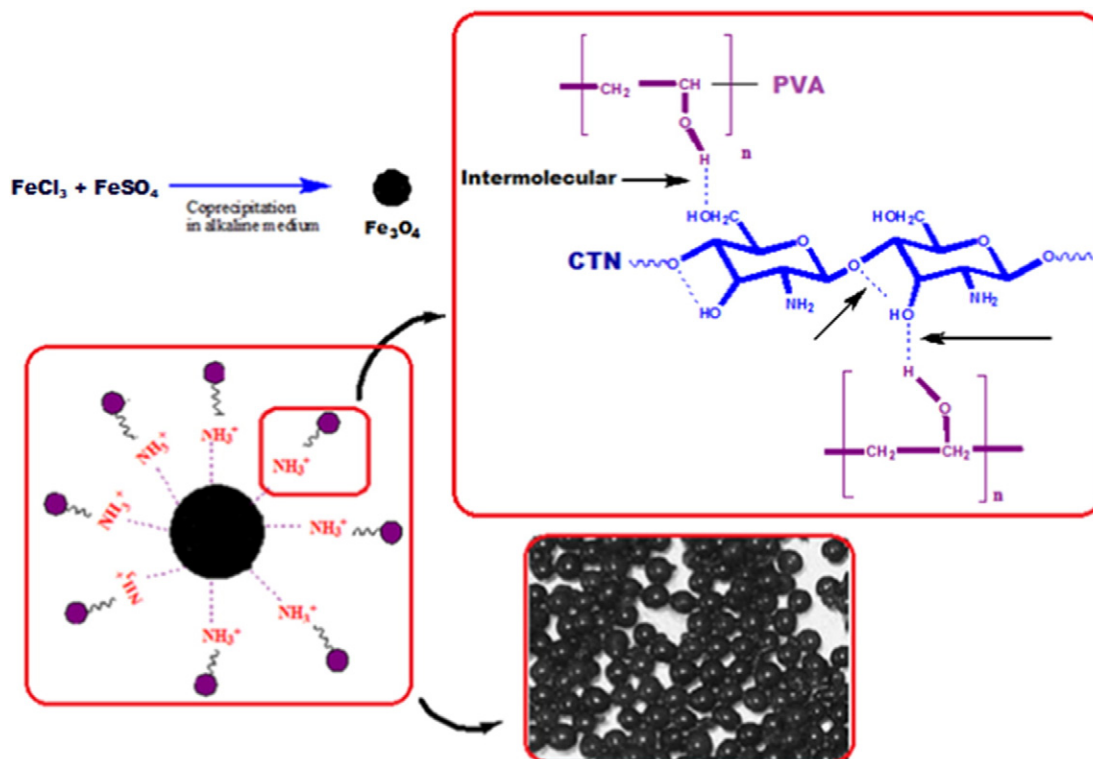 CH₂
CH
PVA
O
H
n
FeCl₃ + FeSO₄
Coprecipitation
in alkaline medium
Fe₃O₄
Intermolecular
HOH₂C
O
HOH₂C
O
CTN
O
HO
NH₂
O
HO
NH₂
O
H
O
CH₂
CH₂
n
NH₃⁺
NH₃⁺
NH₃⁺
NH₃⁺
NH₃⁺
NH₃⁺
NH₃⁺
NH₃⁺